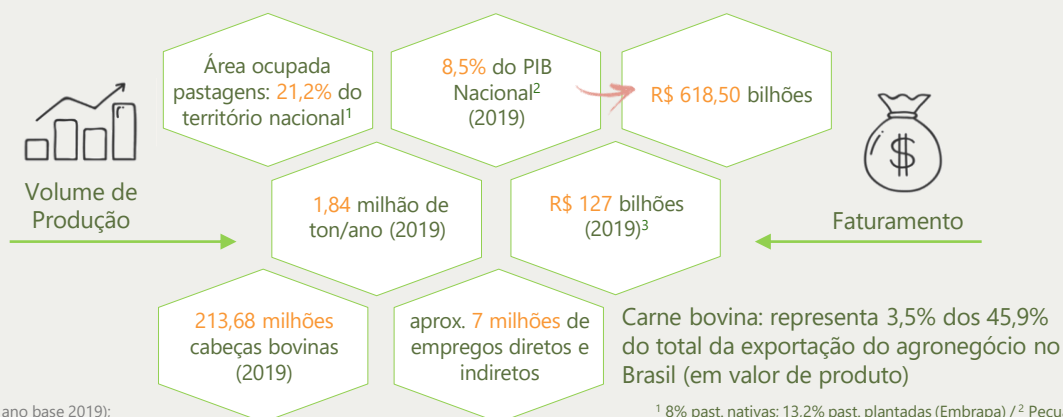 Área ocupada
pastagens: 21,2% do
território nacional¹
8,5% do PIB
Nacional²
(2019)
R$ 618,50 bilhões
Volume de
Produção
1,84 milhão de
ton/ano (2019)
R$ 127 bilhões
(2019)³
$
Faturamento
213,68 milhões
cabeças bovinas
(2019)
aprox. 7 milhões de
empregos diretos e
indiretos
Carne bovina: representa 3,5% dos 45,9%
do total da exportação do agronegócio no
Brasil (em valor de produto)
ano base 2019);
¹ 8% past. nativas; 13,2% past. plantadas (Embrapa) / ² Pecu